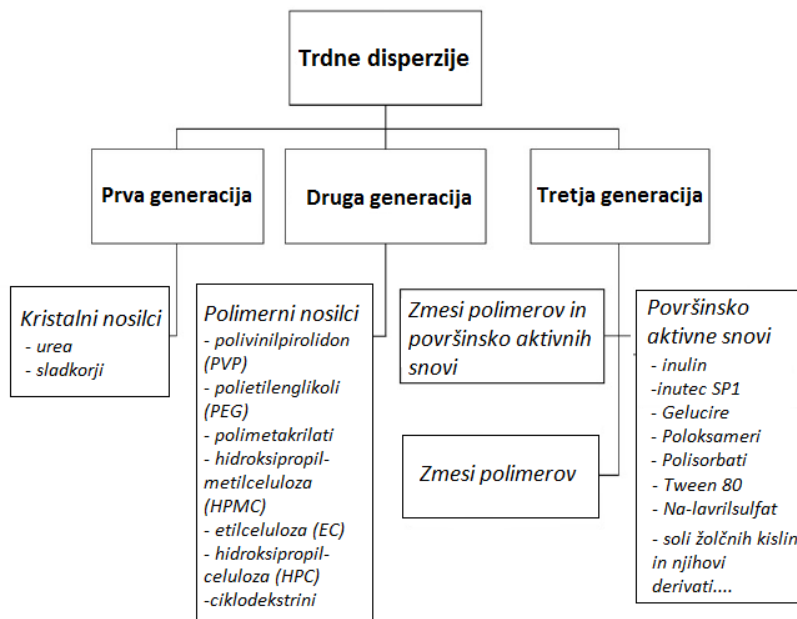 Trdne disperzije
Prva generacija
Druga generacija
Tretja generacija
Kristalni nosilci
- urea
- sladkorji
Polimerni nosilci
- polivinilpirolidon
(PVP)
- polietilenglikoli
(PEG)
- polimetakrilati
- hidroksipropil-
metilceluloza
(HPMC)
- etilceluloza (EC)
- hidroksipropil-
celuloza (HPC)
-ciklodekstrini
Zmesi polimerov in
površinsko aktivnih
snovi
Zmesi polimerov
Površinsko
aktivne snovi
- inulin
-inutec SP1
- Gelucire
- Poloksameri
- Polisorbati
- Tween 80
- Na-lavrilsulfat
- soli žolčnih kislin
in njihovi
derivati....